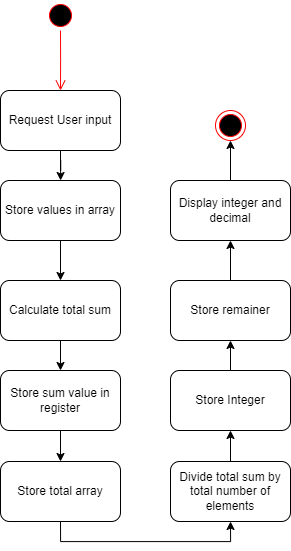 Request User input
Store values in array
Calculate total sum
Store sum value in
register
Store total array
Divide total sum by
total number of
elements
Store Integer
Store remainer
Display integer and
decimal